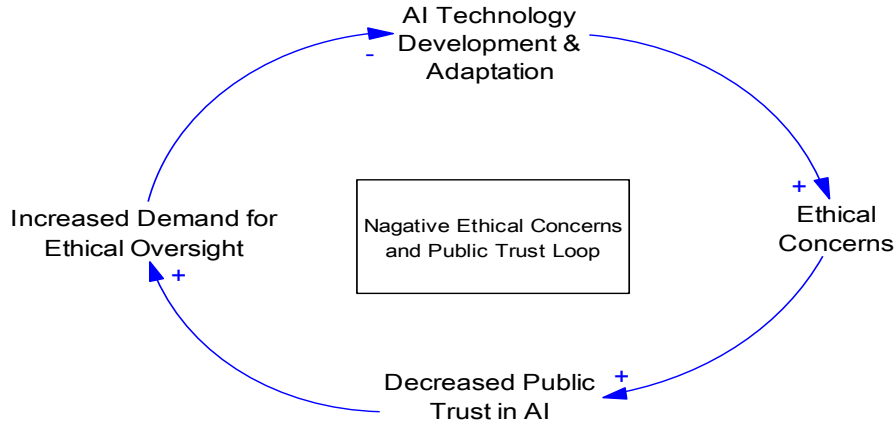 AI Technology
Development &
Adaptation
-
+
Ethical
Concerns
Increased Demand for
Ethical Oversight
+
Nagative Ethical Concerns
and Public Trust Loop
Decreased Public
Trust in AI
+